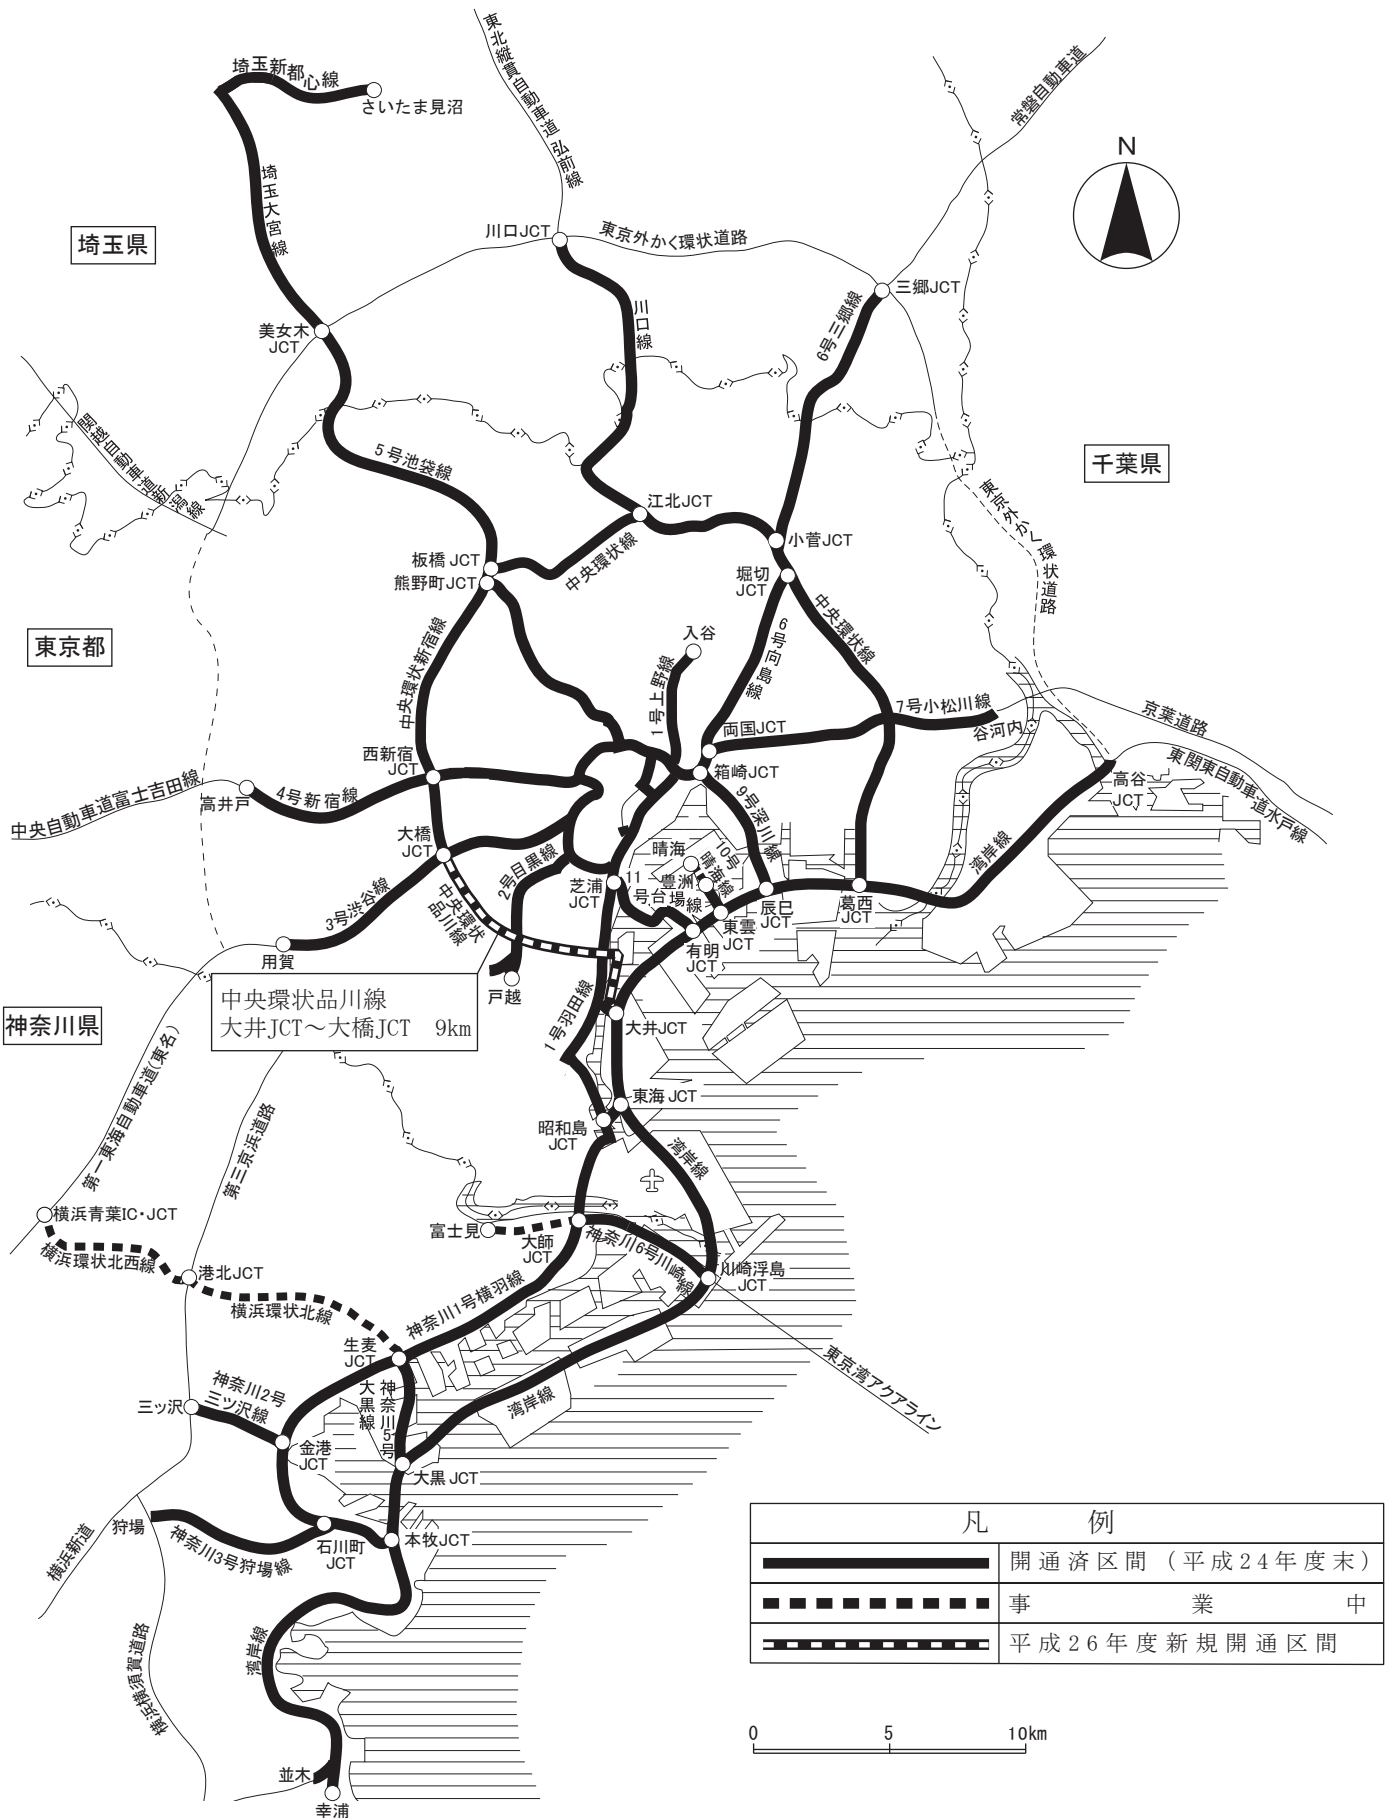 埼玉新都心線
さいたま見沼
東北縦貫自動車道 弘前線
常磐自動車道
N
埼玉大宮線
埼玉県
川口JCT
東京外かく環状道路
三郷JCT
美女木
JCT
川口線
6号三郷線
関越自動車道新潟線
5号池袋線
千葉県
江北JCT
東京外かく環状道路
小菅JCT
板橋JCT
熊野町JCT
中央環状線
堀切
JCT
東京都
中央環状新宿線
入谷
1号上野線
6号向島線
中央環状線
7号小松川線
谷河内
京葉道路
両国JCT
西新宿
JCT
箱崎JCT
東関東自動車道水戸線
高谷
JCT
中央自動車道富士吉田線
高井戸
4号新宿線
9号深川線
大橋
JCT
2号目黒線
晴海
10号
晴海線
豊洲
湾岸線
3号渋谷線
中央環状
品川線
芝浦
JCT
11号台場線
辰巳
JCT
葛西
JCT
東雲
JCT
有明
JCT
用賀
戸越
中央環状品川線
大井JCT～大橋JCT 9km
神奈川県
1号羽田線
大井JCT
第一東海自動車道(東名)
第三京浜道路
東海JCT
昭和島
JCT
湾岸線
横浜青葉IC・JCT
富士見
大師
JCT
神奈川6号川崎線
横浜環状北西線
港北JCT
川崎浮島
JCT
横浜環状北線
神奈川1号横羽線
生麦
JCT
東京湾アクアライン
神奈川2号
三ツ沢線
三ッ沢
神奈川5号
大黒線
湾岸線
金港
JCT
大黒JCT
狩場
神奈川3号狩場線
石川町
JCT
本牧JCT
横浜新道
横浜横須賀道路
湾岸線
並木
幸浦
凡例
開通済区間（平成24年度末）
事業中
平成26年度新規開通区間
0 5 10km